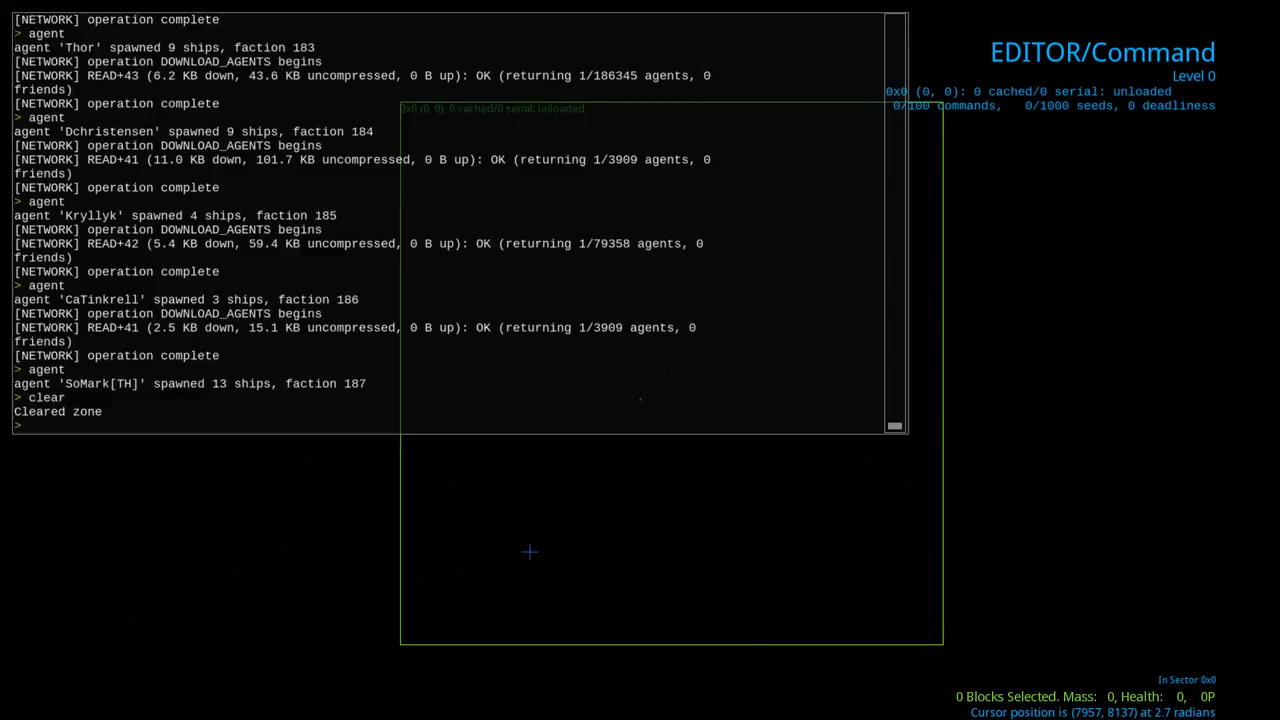 [NETWORK] operation complete
> agent
agent 'Thor' spawned 9 ships, faction 183
[NETWORK] operation DOWNLOAD_AGENTS begins
[NETWORK] READ+43 (6.2 KB down, 43.6 KB uncompressed, 0 B up): OK (returning 1/186345 agents, 0
friends)
[NETWORK] operation complete
> agent
agent 'Dchristensen' spawned 9 ships, faction 184
[NETWORK] operation DOWNLOAD_AGENTS begins
[NETWORK] READ+41 (11.0 KB down, 101.7 KB uncompressed, 0 B up): OK (returning 1/3909 agents, 0
friends)
[NETWORK] operation complete
> agent
agent 'Kryllyk' spawned 4 ships, faction 185
[NETWORK] operation DOWNLOAD_AGENTS begins
[NETWORK] READ+42 (5.4 KB down, 59.4 KB uncompressed, 0 B up): OK (returning 1/79358 agents, 0
friends)
[NETWORK] operation complete
> agent
agent 'CaTinkrell' spawned 3 ships, faction 186
[NETWORK] operation DOWNLOAD_AGENTS begins
[NETWORK] READ+41 (2.5 KB down, 15.1 KB uncompressed, 0 B up): OK (returning 1/3909 agents, 0
friends)
[NETWORK] operation complete
> agent
agent 'SoMark[TH]' spawned 13 ships, faction 187
> clear
Cleared zone
>
0x0 (0, 0): 0 cached/0 serial: unloaded
EDITOR/Command
Level 0
0x0 (0, 0): 0 cached/0 serial: unloaded
0/100 commands, 0/1000 seeds, 0 deadliness
In Sector 0x0
0 Blocks Selected. Mass: 0, Health: 0, 0P
Cursor position is (7957, 8137) at 2.7 radians